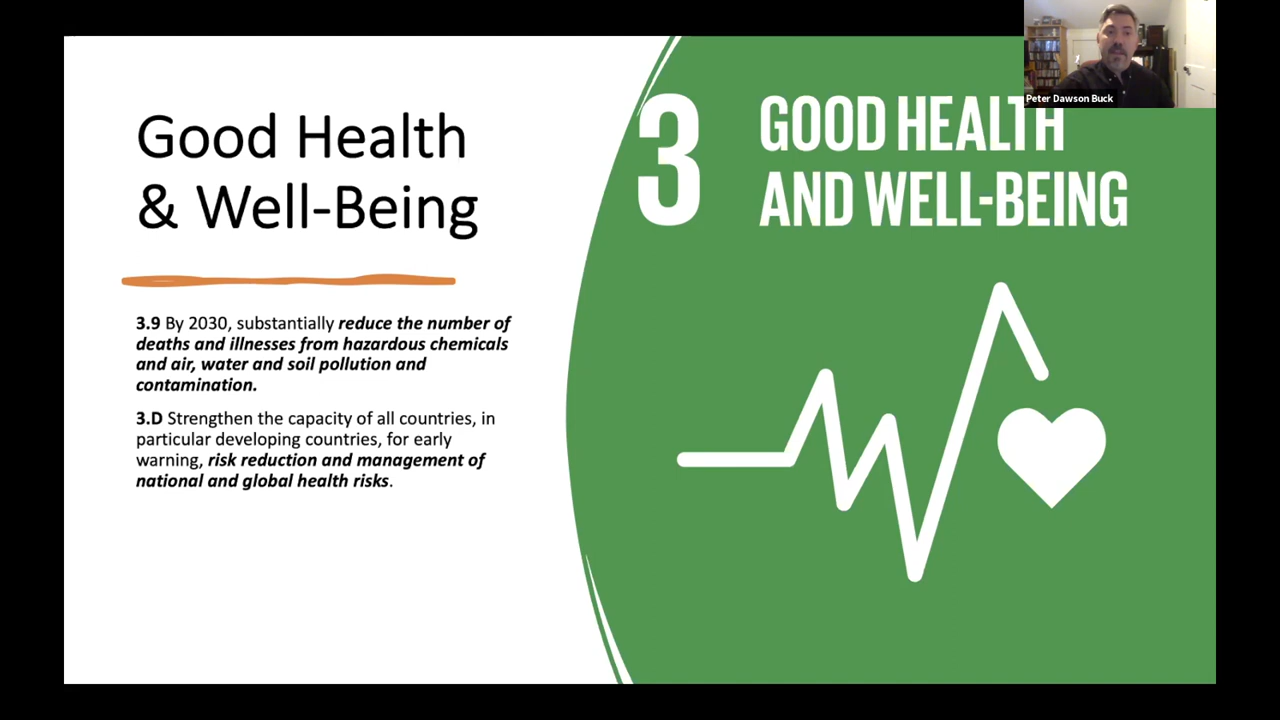 Good Health
& Well-Being
3.9 By 2030, substantially reduce the number of
deaths and illnesses from hazardous chemicals
and air, water and soil pollution and
contamination.
3.D Strengthen the capacity of all countries, in
particular developing countries, for early
warning, risk reduction and management of
national and global health risks.
3
GOOD HEALTH
AND WELL-BEING
Peter Dawson Buck